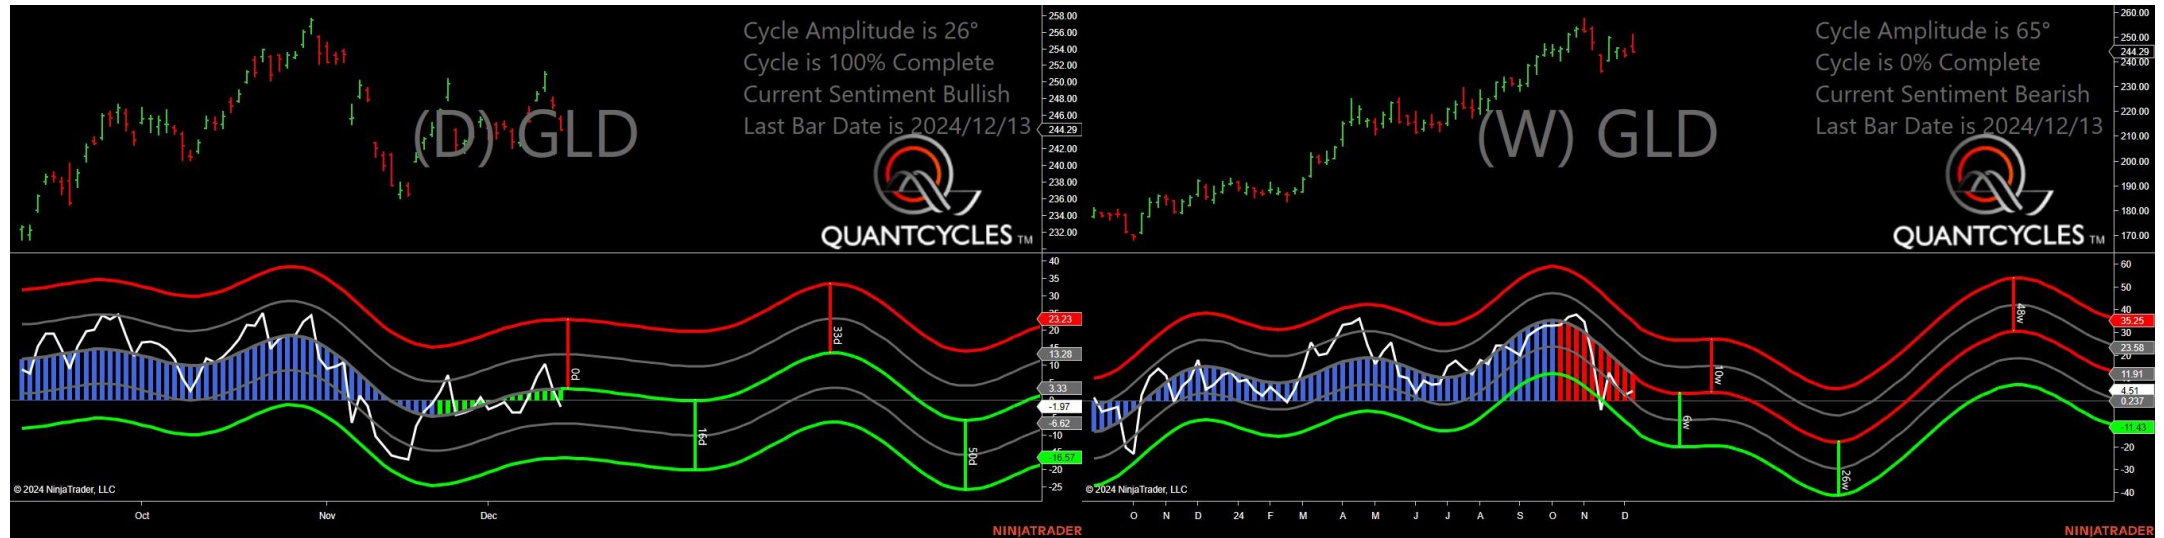 Cycle Amplitude is 26°
Cycle is 100% Complete
Current Sentiment Bullish
Last Bar Date is 2024/12/13
(D) GLD
QUANTCYCLES TM
258.00
256.00
254.00
252.00
250.00
248.00
246.00
244.29
242.00
240.00
238.00
236.00
234.00
232.00
40
35
30
23.23
20
13.28
10
3.33
-1.97
-6.62
-10
-16.57
-20
-25
0d
16d
33d
50d
© 2024 NinjaTrader, LLC
Oct
Nov
Dec
NINJATRADER
Cycle Amplitude is 65°
Cycle is 0% Complete
Current Sentiment Bearish
Last Bar Date is 2024/12/13
(W) GLD
QUANTCYCLES TM
260.00
250.00
244.29
240.00
230.00
220.00
210.00
200.00
190.00
180.00
170.00
60
50
40
35.25
30
23.58
20
11.91
4.51
0.237
-11.43
-20
-30
-40
10w
6w
26w
48w
© 2024 NinjaTrader, LLC
O N D 24 F M A M J J A S O N D
NINJATRADER